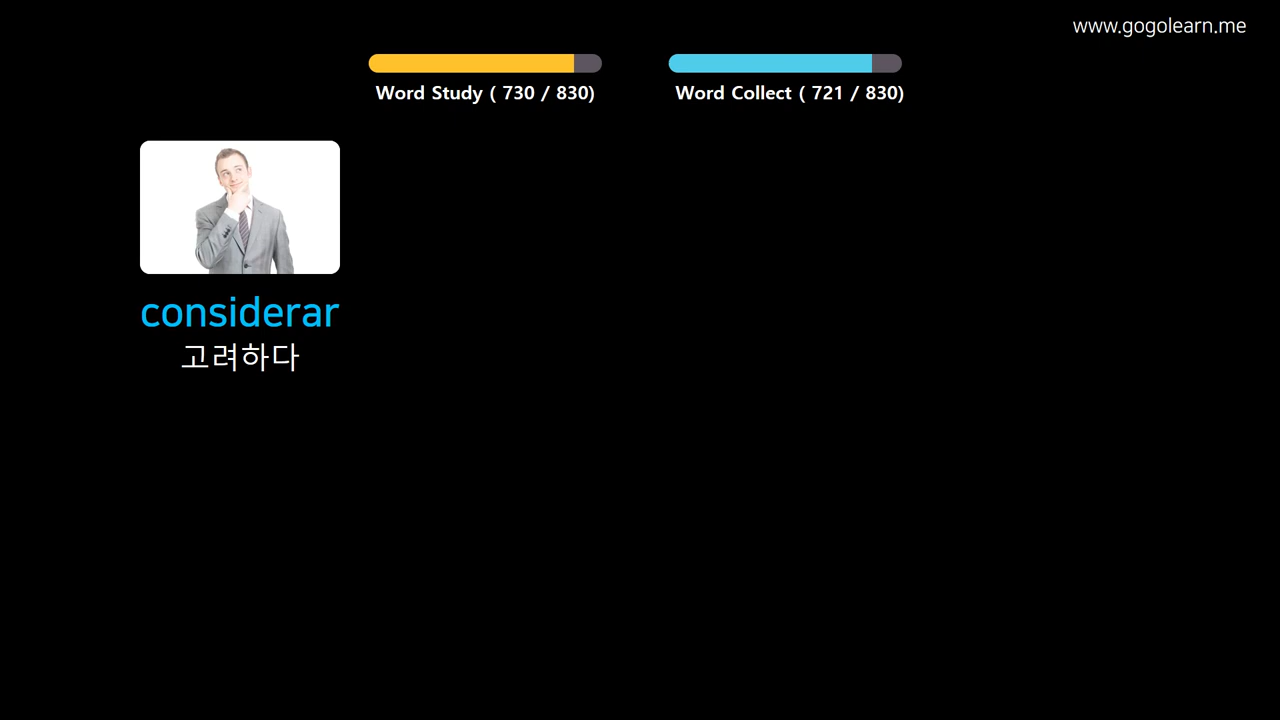 www.gogolearn.me
Word Study ( 730 / 830)
Word Collect ( 721 / 830)
considerar
고려하다